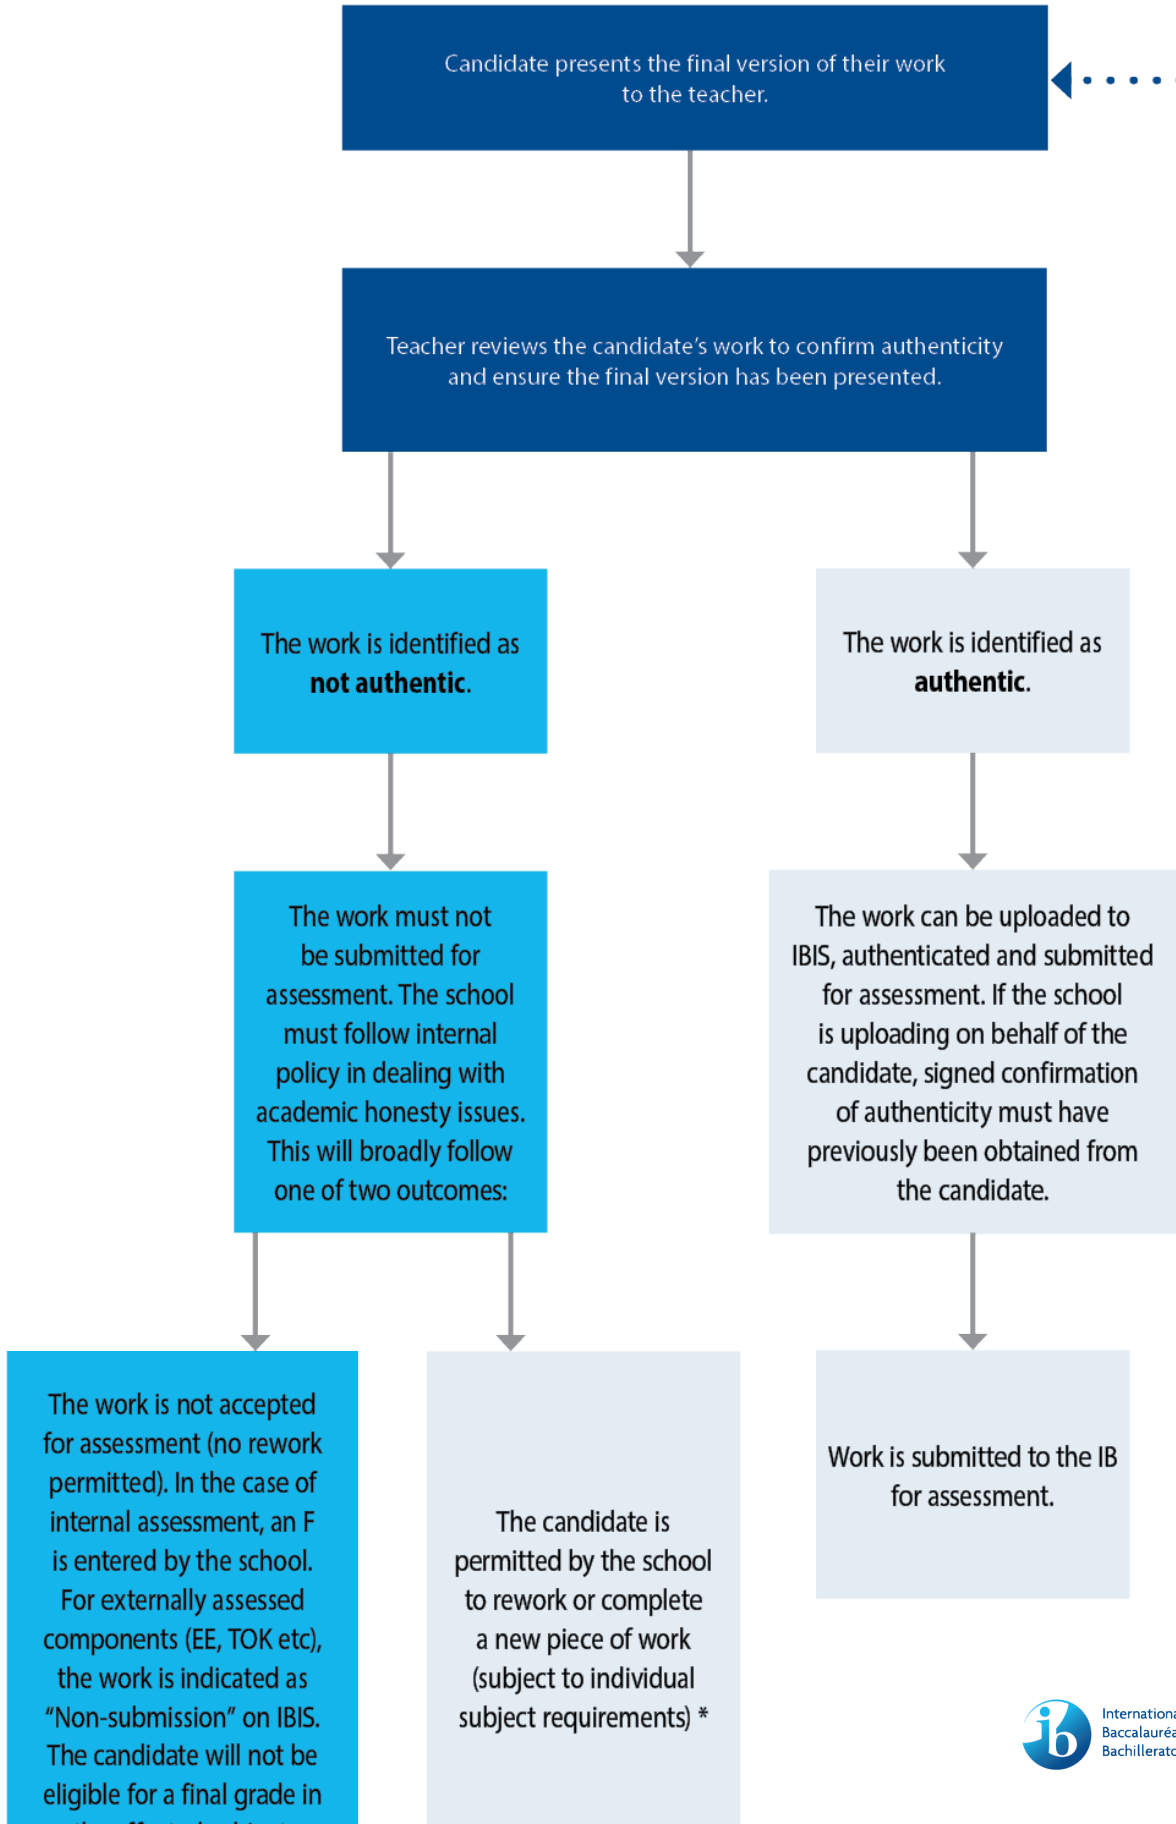 Candidate presents the final version of their work
to the teacher.
Teacher reviews the candidate's work to confirm authenticity
and ensure the final version has been presented.
The work is identified as
not authentic.
The work is identified as
authentic.
The work must not
be submitted for
assessment. The school
must follow internal
policy in dealing with
academic honesty issues.
This will broadly follow
one of two outcomes:
The work can be uploaded to
IBIS, authenticated and submitted
for assessment. If the school
is uploading on behalf of the
candidate, signed confirmation
of authenticity must have
previously been obtained from
the candidate.
The work is not accepted
for assessment (no rework
permitted). In the case of
internal assessment, an F
is entered by the school.
For externally assessed
components (EE, TOK etc),
the work is indicated as
“Non-submission” on IBIS.
The candidate will not be
eligible for a final grade in
The candidate is
permitted by the school
to rework or complete
a new piece of work
(subject to individual
subject requirements) *
Work is submitted to the IB
for assessment.
ib
Internationa
Baccalauréa
Bachillerato